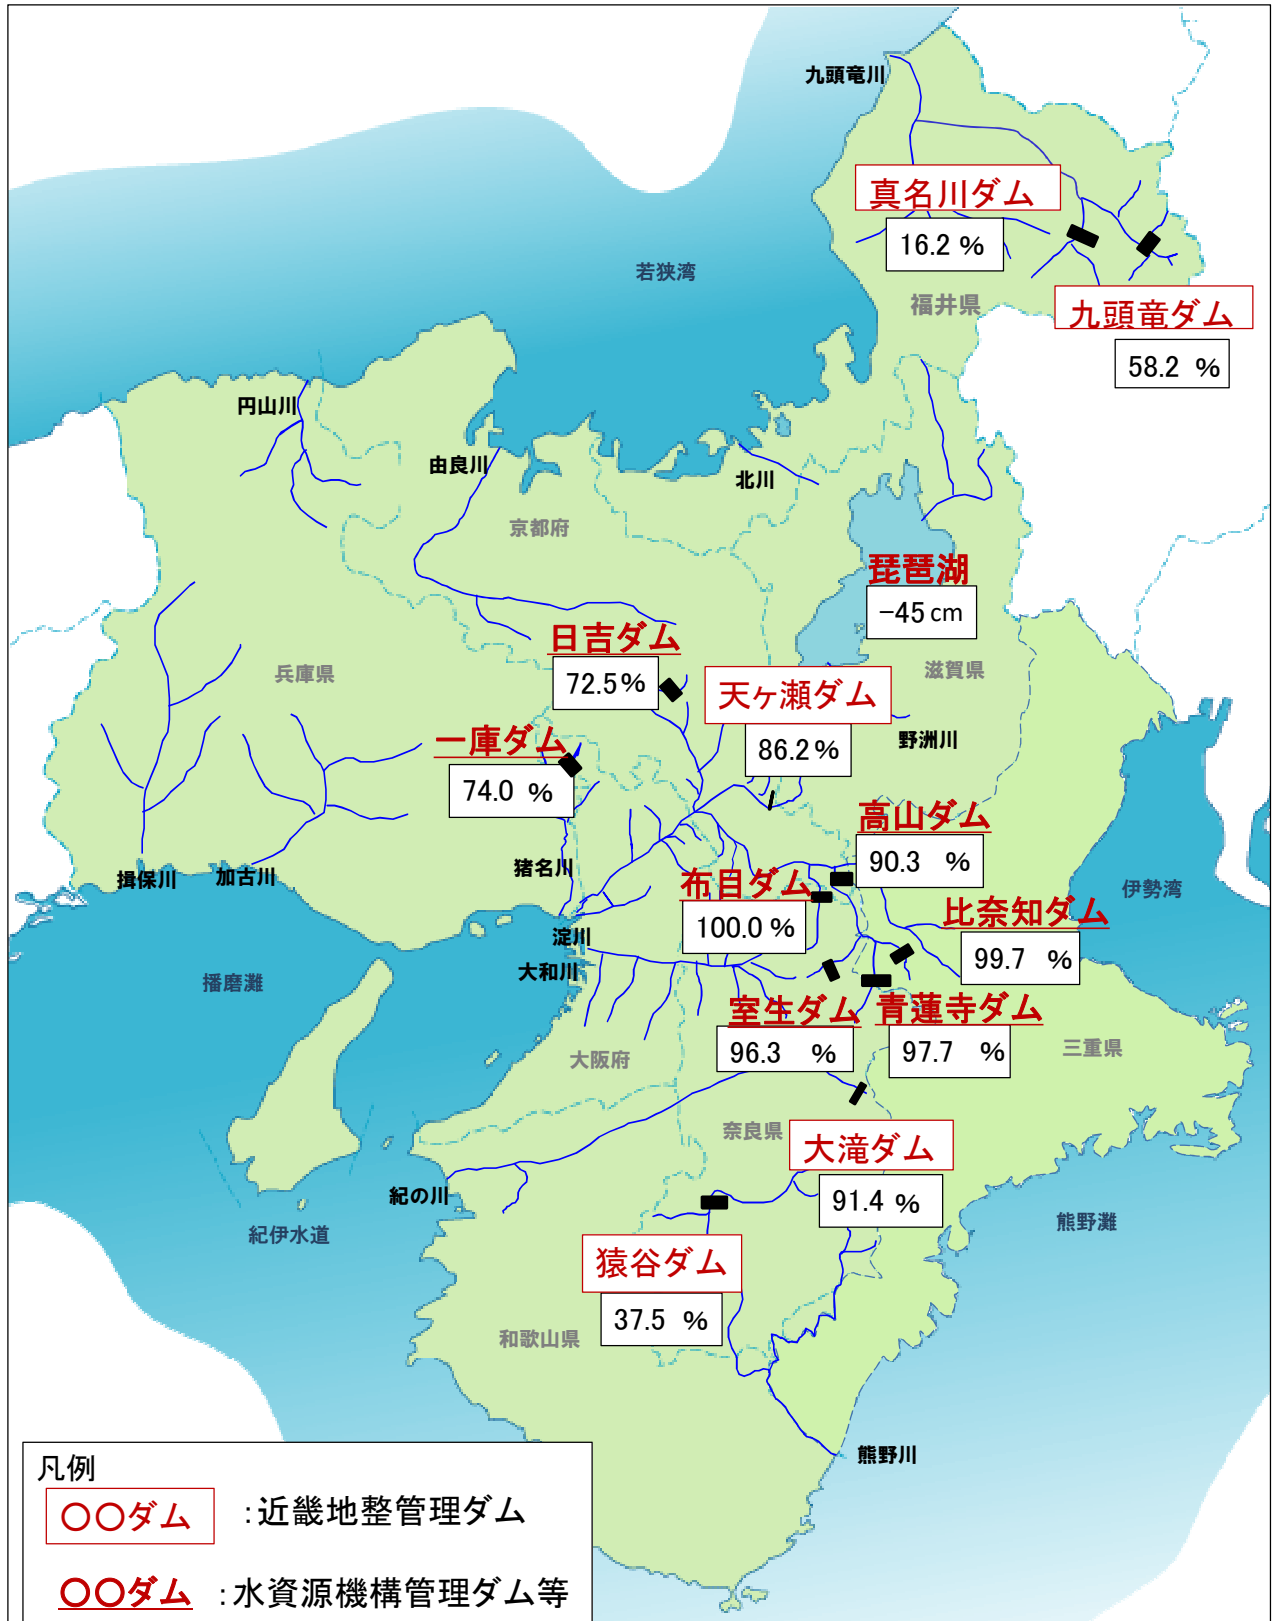 九頭竜川
真名川ダム
16.2 %
若狭湾
福井県
九頭竜ダム
58.2 %
円山川
由良川
北川
京都府
琵琶湖
-45 cm
日吉ダム
72.5%
兵庫県
滋賀県
天ヶ瀬ダム
86.2%
野洲川
一庫ダム
74.0 %
高山ダム
90.3 %
猪名川
揖保川
加古川
布目ダム
100.0 %
伊勢湾
比奈知ダム
99.7 %
淀川
大和川
播磨灘
室生ダム
96.3 %
青蓮寺ダム
97.7 %
三重県
大阪府
奈良県
大滝ダム
91.4 %
紀の川
紀伊水道
熊野灘
猿谷ダム
37.5 %
和歌山県
熊野川
凡例
〇〇ダム :近畿地整管理ダム
〇〇ダム :水資源機構管理ダム等